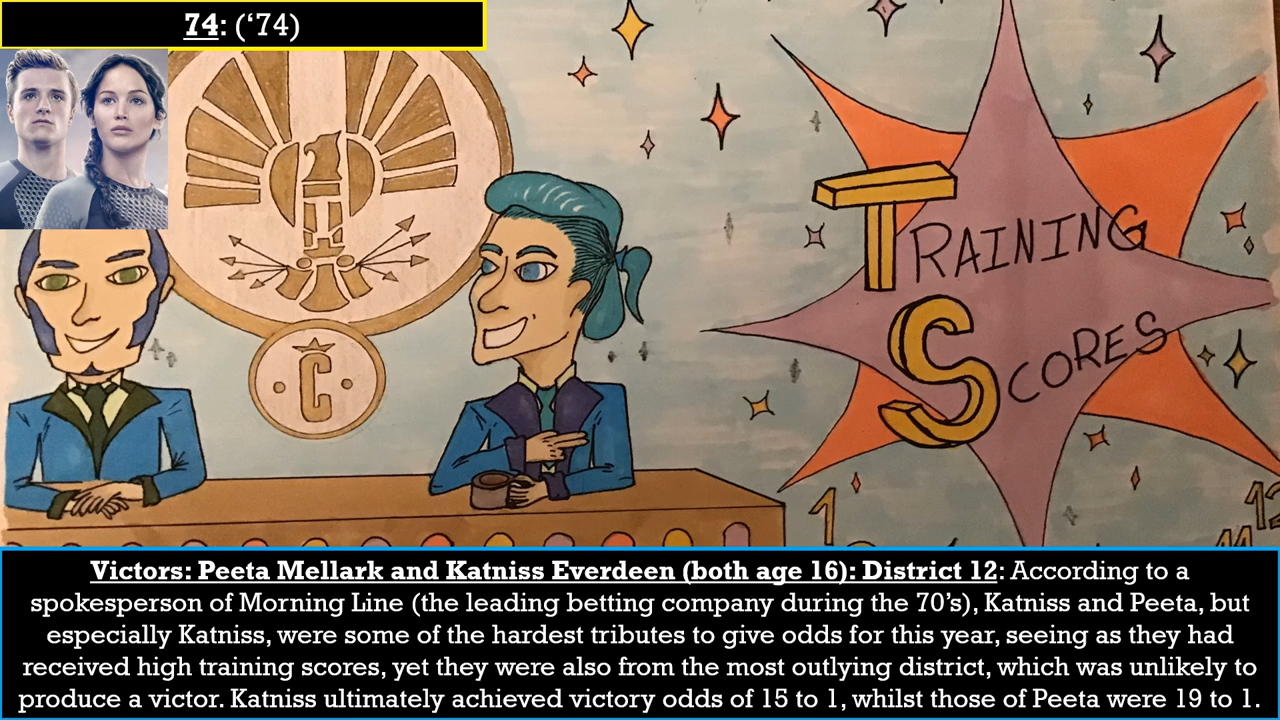 74: (‘74)
C
TRAINING
SCORES
1
12
11
Victors: Peeta Mellark and Katniss Everdeen (both age 16): District 12: According to a
spokesperson of Morning Line (the leading betting company during the 70’s), Katniss and Peeta, but
especially Katniss, were some of the hardest tributes to give odds for this year, seeing as they had
received high training scores, yet they were also from the most outlying district, which was unlikely to
produce a victor. Katniss ultimately achieved victory odds of 15 to 1, whilst those of Peeta were 19 to 1.